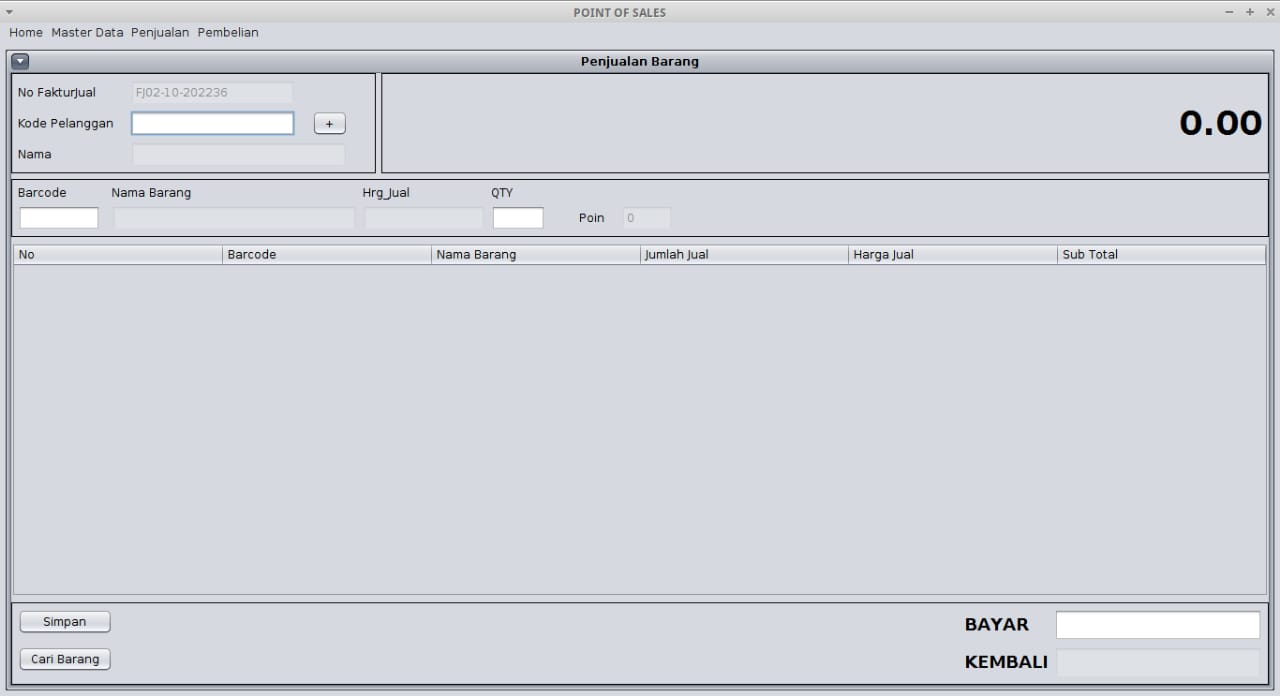 POINT OF SALES
Home Master Data Penjualan Pembelian
Penjualan Barang
No FakturJual FJ02-10-202236
Kode Pelanggan +
0.00
Nama
Barcode Nama Barang Hrg_Jual QTY
Poin 0
No Barcode Nama Barang Jumlah Jual Harga Jual Sub Total
Simpan
BAYAR
Cari Barang
KEMBALI